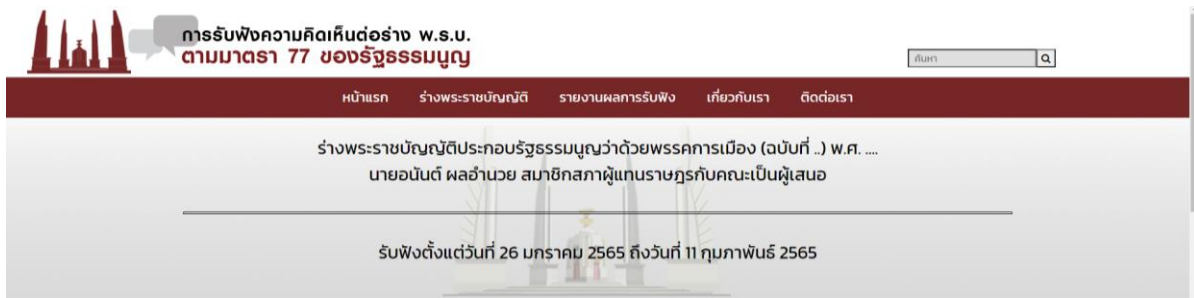 การรับฟังความคิดเห็นต่อร่าง พ.ร.บ.
ตามมาตรา 77 ของรัฐธรรมนูญ
ค้นหา
หน้าแรก ร่างพระราชบัญญัติ รายงานผลการรับฟัง เกี่ยวกับเรา ติดต่อเรา
ร่างพระราชบัญญัติประกอบรัฐธรรมนูญว่าด้วยพรรคการเมือง (ฉบับที่ ..) พ.ศ. ....
นายอนันต์ ผลอำนวย สมาชิกสภาผู้แทนราษฎรกับคณะเป็นผู้เสนอ
รับฟังตั้งแต่วันที่ 26 มกราคม 2565 ถึงวันที่ 11 กุมภาพันธ์ 2565